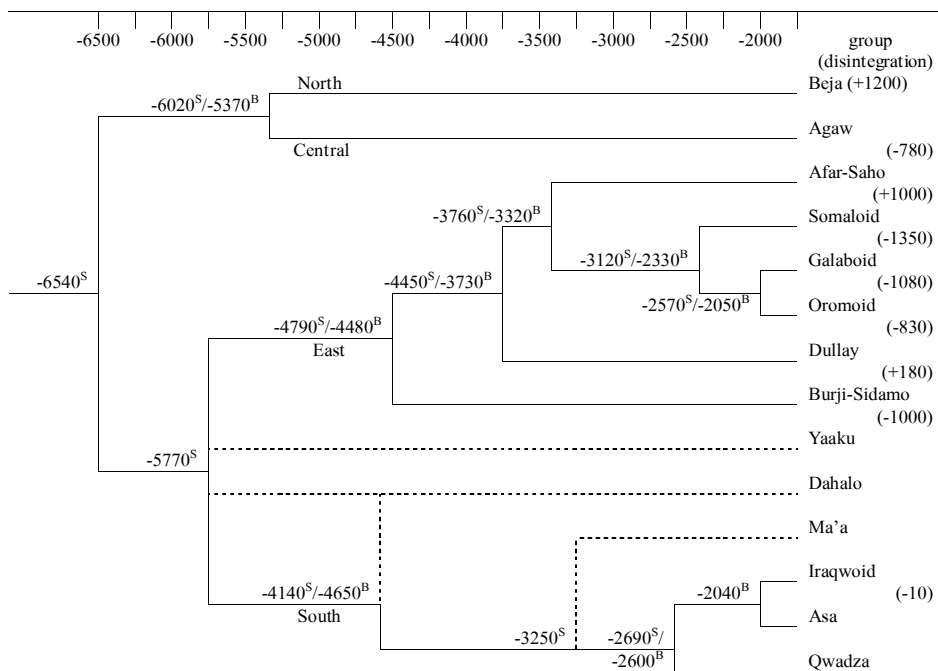 -6500 -6000 -5500 -5000 -4500 -4000 -3500 -3000 -2500 -2000 group
(disintegration)
North Beja (+1200)
-6020ˢ/-5370ᴮ
Agaw
Central (-780)
Afar-Saho
(+1000)
-3760ˢ/-3320ᴮ Somaloid
(-1350)
-3120ˢ/-2330ᴮ Galaboid
-6540ˢ -4450ˢ/-3730ᴮ (-1080)
-2570ˢ/-2050ᴮ Oromoid
-4790ˢ/-4480ᴮ (-830)
East Dullay
(+180)
Burji-Sidamo
(-1000)
Yaaku
-5770ˢ
Dahalo
Ma'a
Iraqwoid
-4140ˢ/-4650ᴮ -2040ᴮ (-10)
South Asa
-3250ˢ -2690ˢ/
-2600ᴮ Qwadza